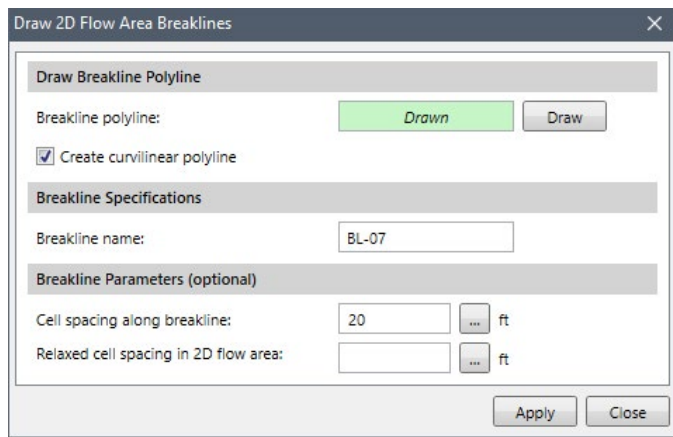 Draw 2D Flow Area Breaklines
Draw Breakline Polyline
Breakline polyline: Drawn Draw
Create curvilinear polyline
Breakline Specifications
Breakline name: BL-07
Breakline Parameters (optional)
Cell spacing along breakline: 20 ... ft
Relaxed cell spacing in 2D flow area: ... ft
Apply Close